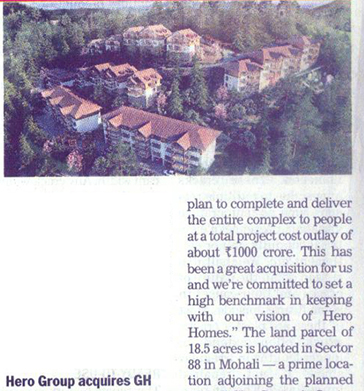 plan to complete and deliver
the entire complex to people
at a total project cost outlay of
about ₹1000 crore. This has
been a great acquisition for us
and we're committed to set a
high benchmark in keeping
with our vision of Hero
Homes." The land parcel of
18.5 acres is located in Sector
88 in Mohali — a prime loca-
tion adjoining the planned
Hero Group acquires GH